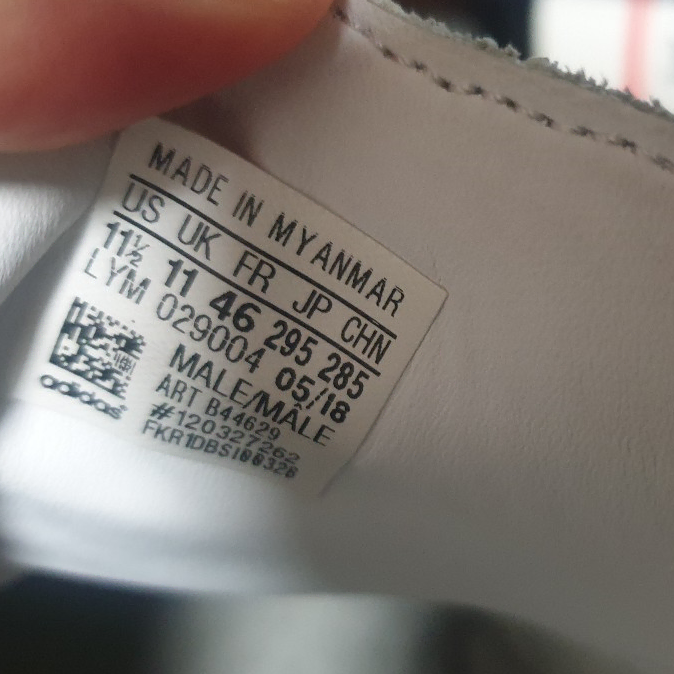 MADE IN MYANMAR
US UK FR JP CHN
11½ 11 46 295 285
LYM 029004 05/18
MALE/MÂLE
ART B44629
#120327262
FKR1DBSI00328
adidas